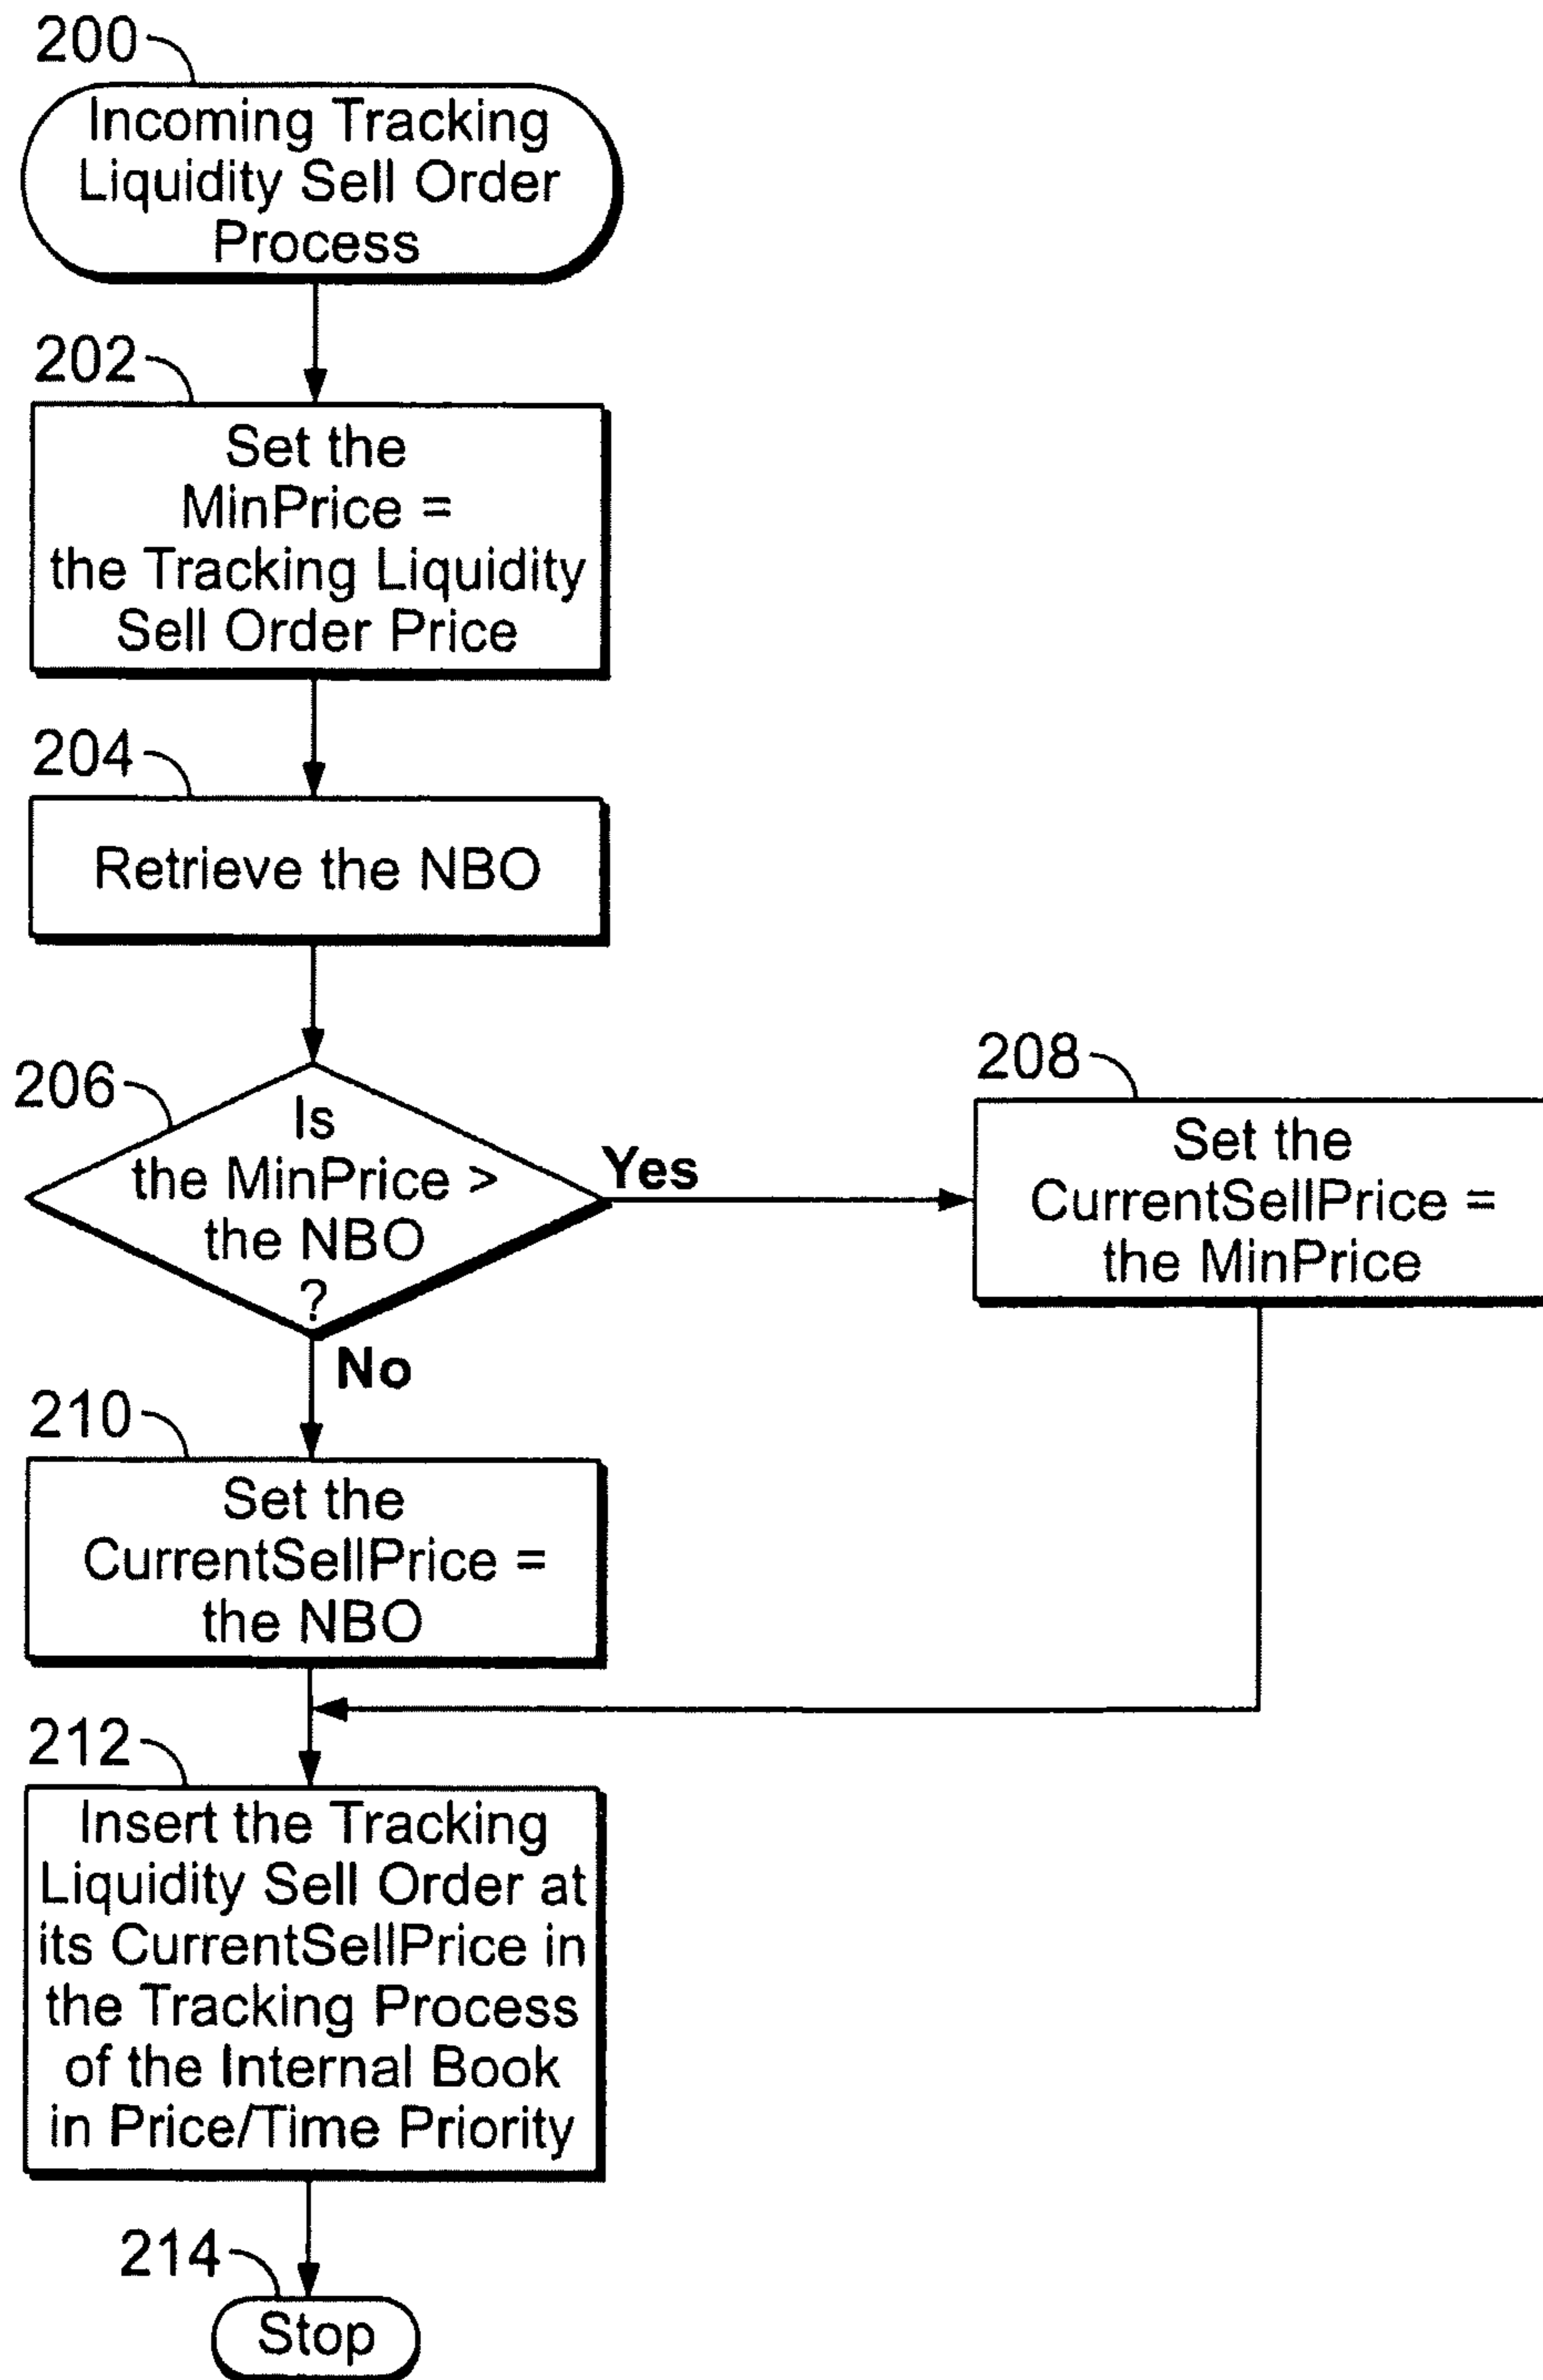 200
Incoming Tracking
Liquidity Sell Order
Process
202
Set the
MinPrice =
the Tracking Liquidity
Sell Order Price
204
Retrieve the NBO
206
Is
the MinPrice >
the NBO
?
Yes
208
Set the
CurrentSellPrice =
the MinPrice
No
210
Set the
CurrentSellPrice =
the NBO
212
Insert the Tracking
Liquidity Sell Order at
its CurrentSellPrice in
the Tracking Process
of the Internal Book
in Price/Time Priority
214
Stop